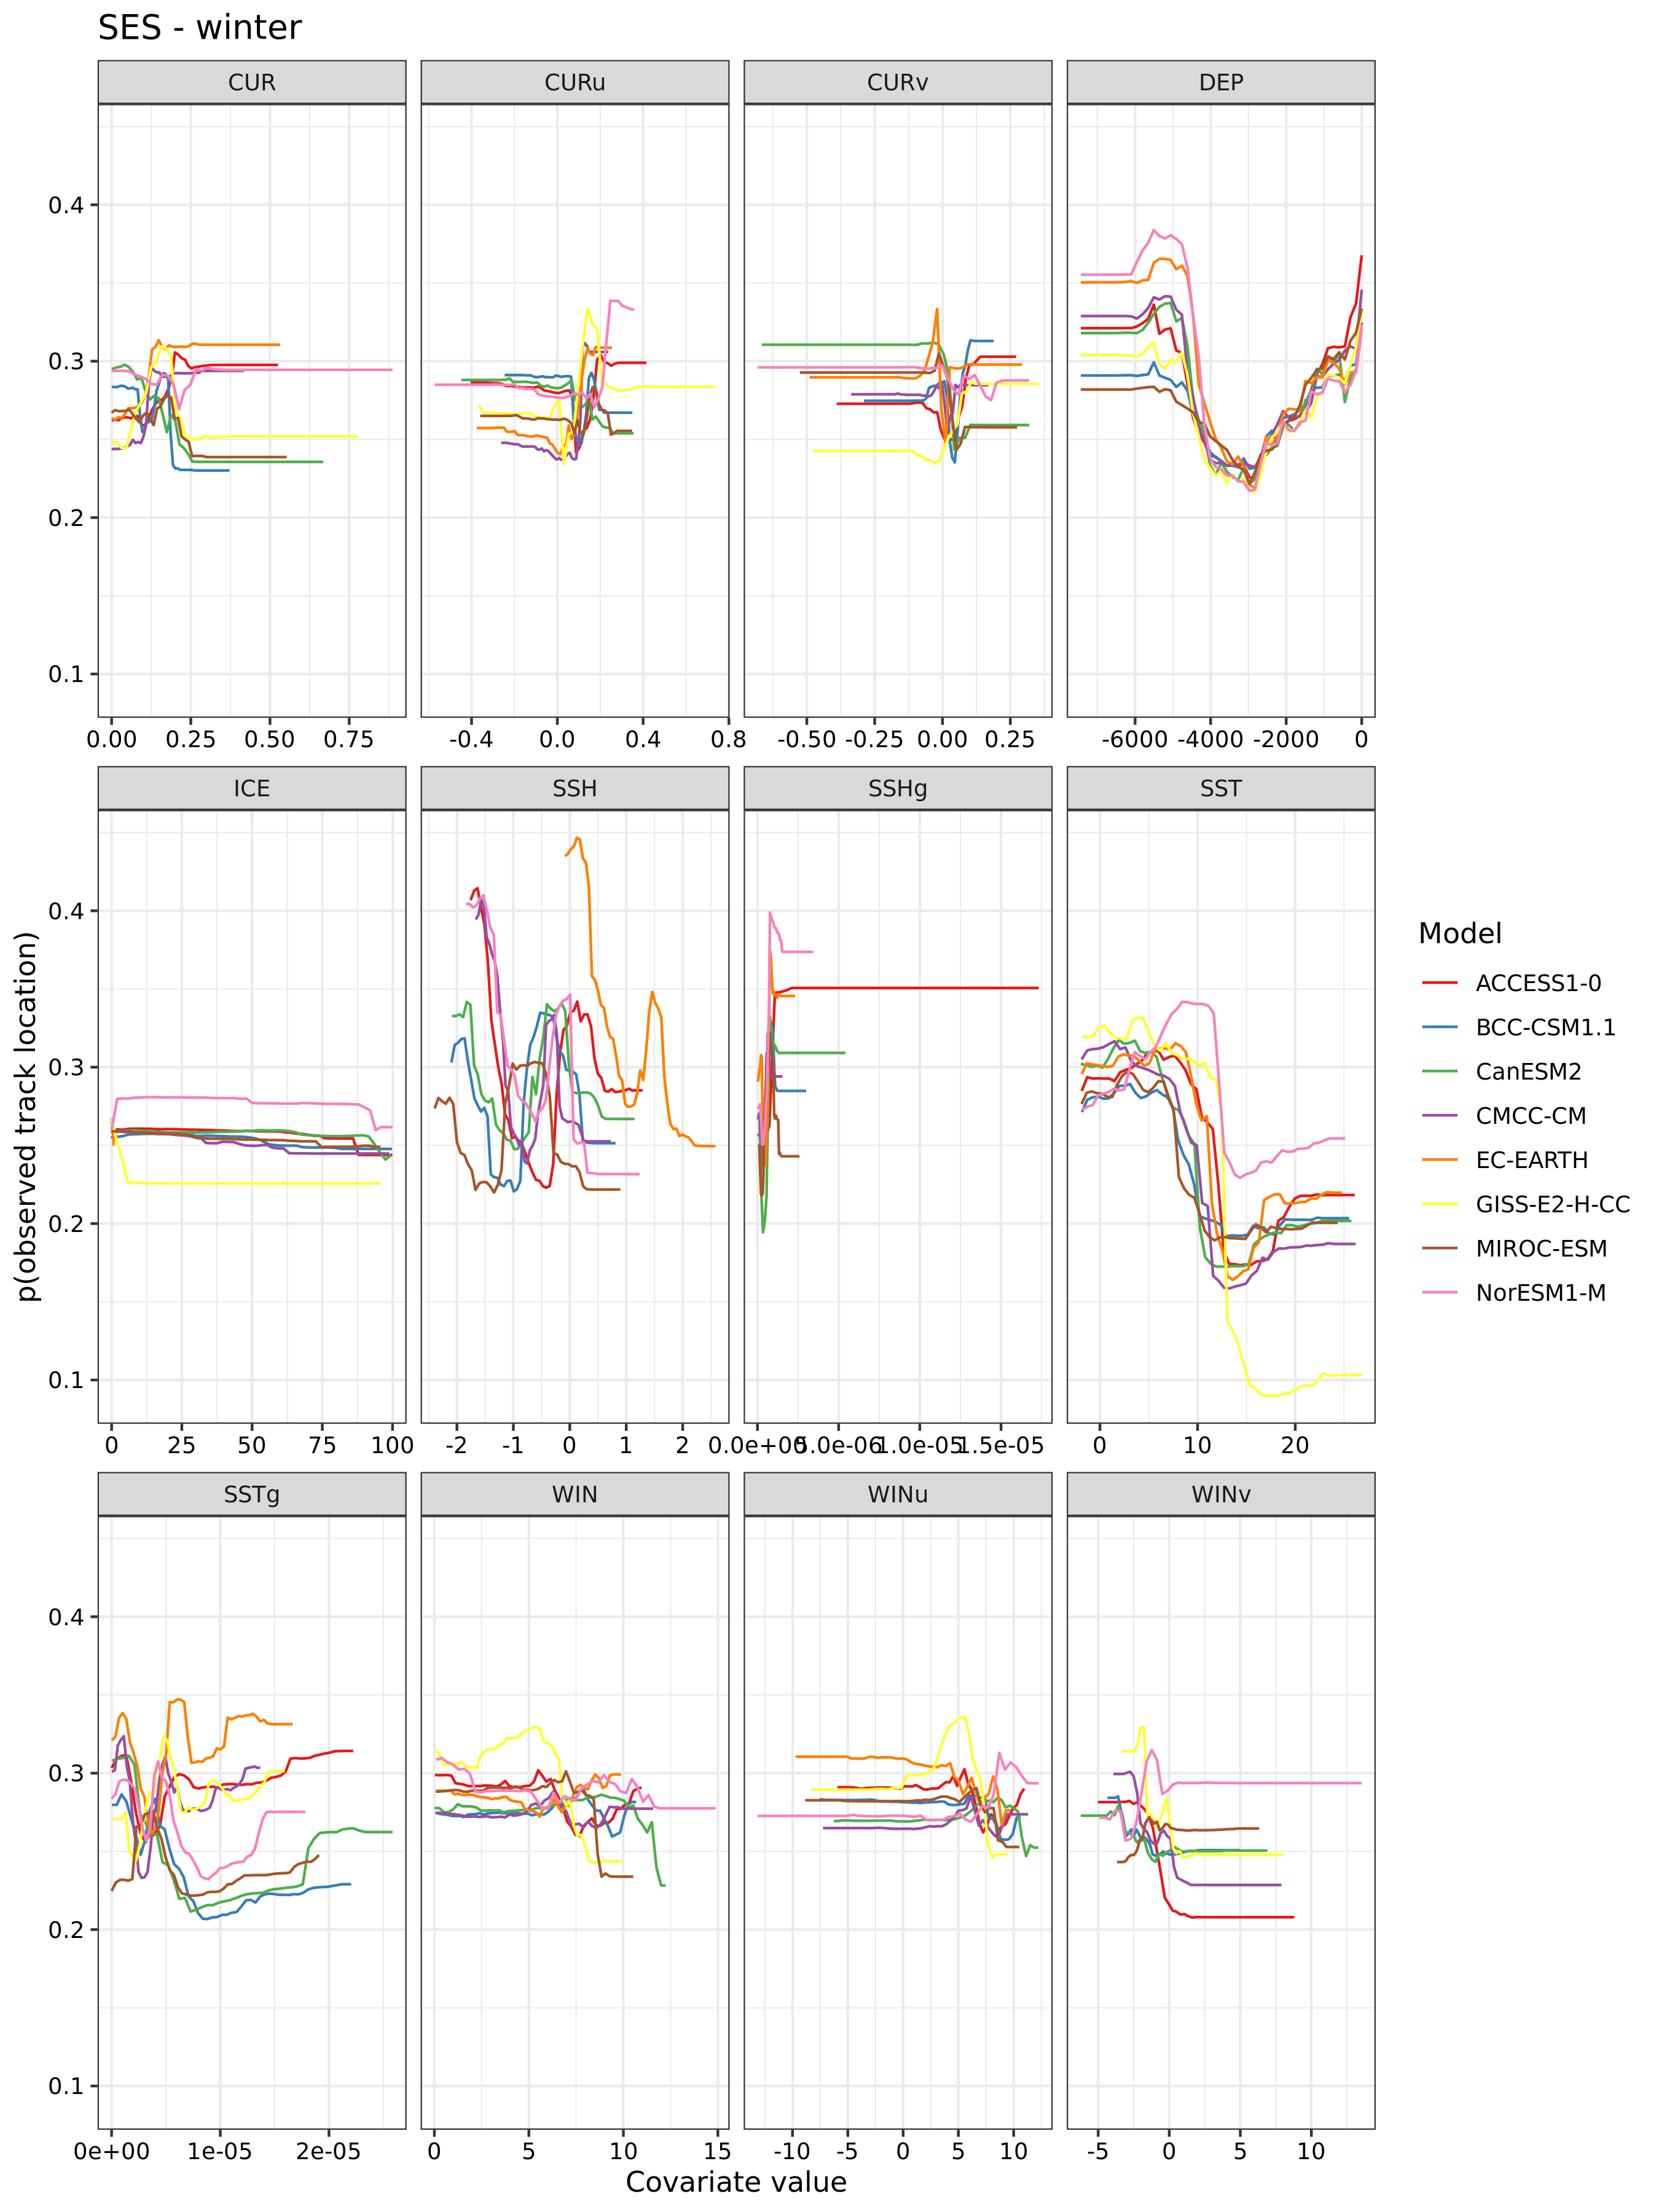 SES - winter
CUR CURu CURv DEP
0.4
0.3
0.2
0.1
0.00 0.25 0.50 0.75 -0.4 0.0 0.4 0.8 -0.50 -0.25 0.00 0.25 -6000 -4000 -2000 0
ICE SSH SSHg SST
0.4
0.3
0.2
0.1
0 25 50 75 100 -2 -1 0 1 2 0.0e+00 5.0e-06 1.0e-05 1.5e-05 0 10 20
SSTg WIN WINu WINv
0.4
0.3
0.2
0.1
0e+00 1e-05 2e-05 0 5 10 15 -10 -5 0 5 10 -5 0 5 10
Covariate value
p(observed track location)
Model
ACCESS1-0
BCC-CSM1.1
CanESM2
CMCC-CM
EC-EARTH
GISS-E2-H-CC
MIROC-ESM
NorESM1-M